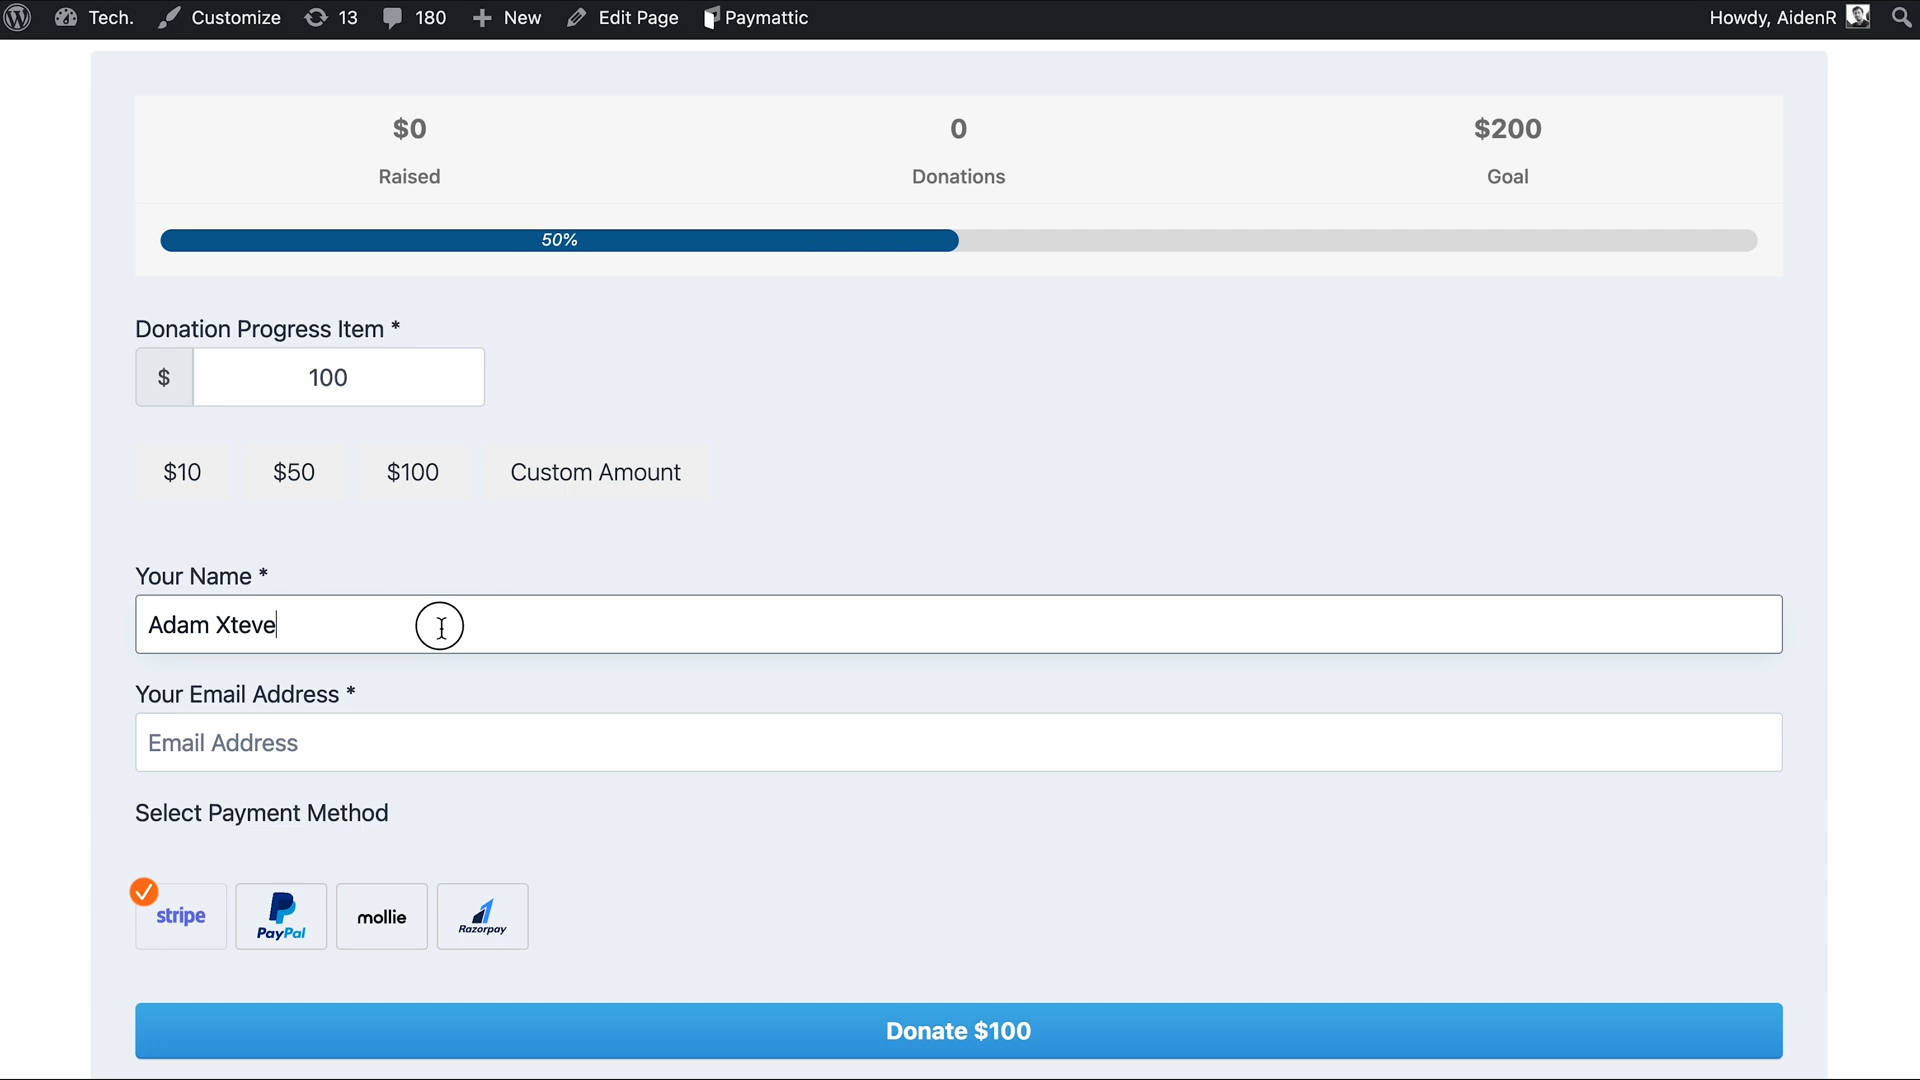 Tech. Customize 13 180 New Edit Page Paymattic Howdy, AidenR
$0 0 $200
Raised Donations Goal
50%
Donation Progress Item *
$ 100
$10 $50 $100 Custom Amount
Your Name *
Adam Xteve
Your Email Address *
Email Address
Select Payment Method
stripe PayPal mollie Razorpay
Donate $100